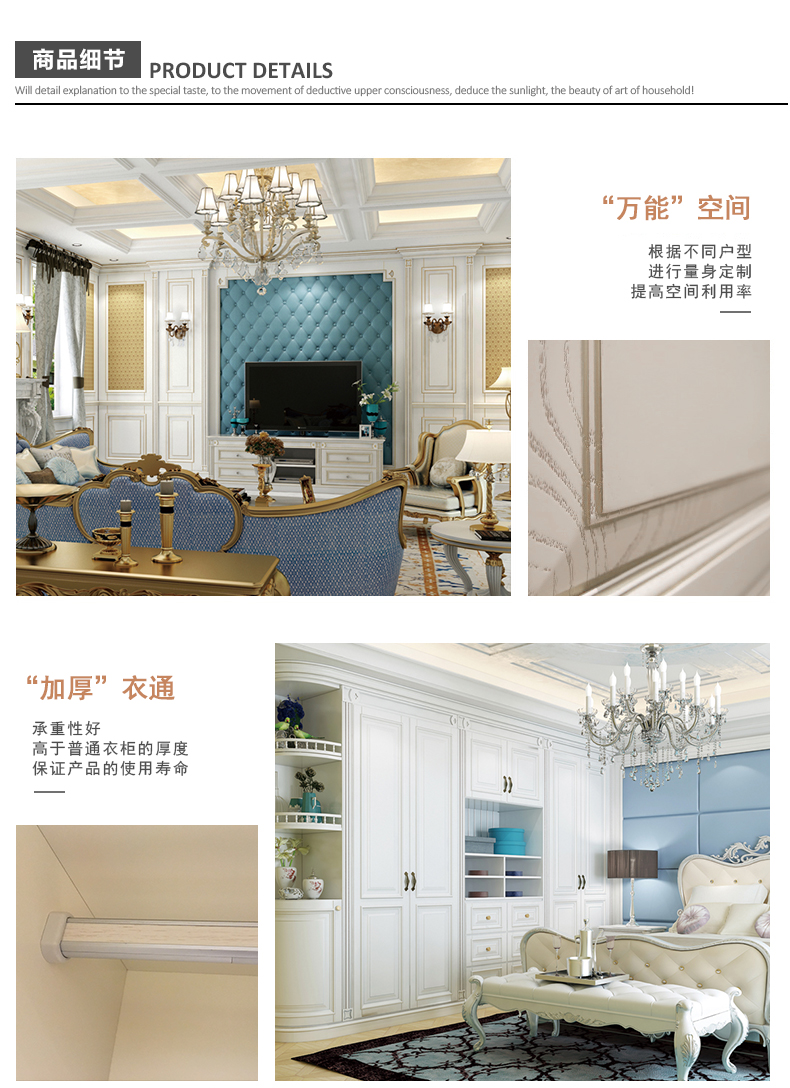 商品细节
PRODUCT DETAILS
Will detail explanation to the special taste, to the movement of deductive upper consciousness, deduce the sunlight, the beauty of art of household!
“万能”空间
根据不同户型
进行量身定制
提高空间利用率
“加厚”衣通
承重性好
高于普通衣柜的厚度
保证产品的使用寿命